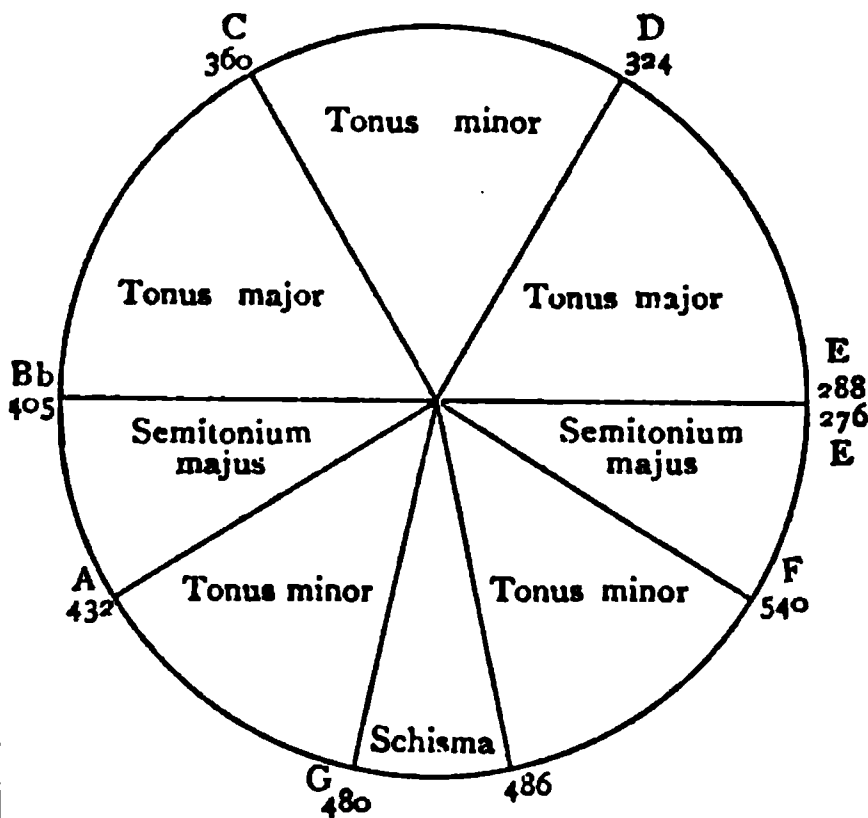 C
360
D
324
Tonus minor
Tonus major
Tonus major
Bb
405
E
288
276
E
Semitonium
majus
Semitonium
majus
A
432
Tonus minor
Tonus minor
F
540
Schisma
G
480
486